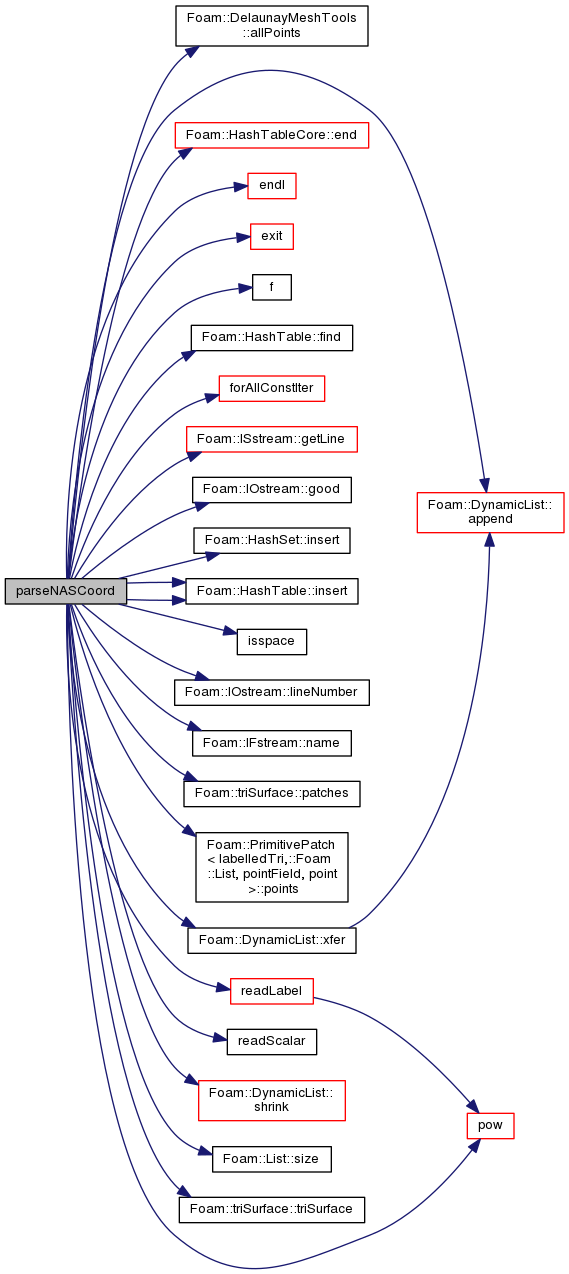 Foam::DelaunayMeshTools
::allPoints
Foam::HashTableCore::end
endl
exit
f
Foam::HashTable::find
forAllConstIter
Foam::ISstream::getLine
Foam::IOstream::good
Foam::DynamicList::
append
Foam::HashSet::insert
parseNASCoord
Foam::HashTable::insert
isspace
Foam::IOstream::lineNumber
Foam::IFstream::name
Foam::triSurface::patches
Foam::PrimitivePatch
< labelledTri,::Foam
::List, pointField, point
>::points
Foam::DynamicList::xfer
readLabel
readScalar
Foam::DynamicList::
shrink
pow
Foam::List::size
Foam::triSurface::triSurface